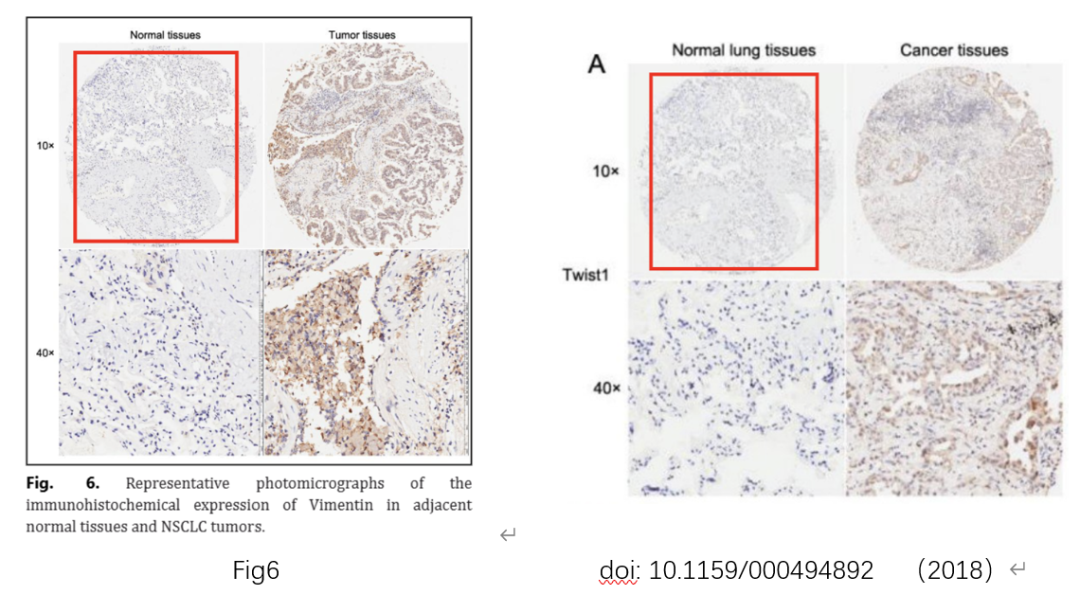 Normal tissues
Tumor tissues
10×
40×
Fig. 6. Representative photomicrographs of the
immunohistochemical expression of Vimentin in adjacent
normal tissues and NSCLC tumors.
Fig6
A
Normal lung tissues
Cancer tissues
10×
Twist1
40×
doi: 10.1159/000494892 （2018）